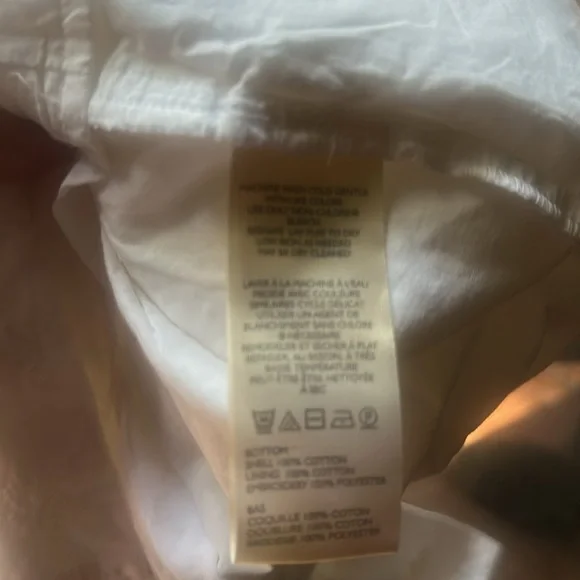 MACHINE WASH COLD GENTLE
WITH LIKE COLORS
USE ONLY NON-CHLORINE
BLEACH
RESHAPE LAY FLAT TO DRY
COOL IRON AS NEEDED
MAY BE DRY CLEANED
LAVER À LA MACHINE À L'EAU
FROIDE AVEC COULEURS
SIMILAIRES CYCLE DÉLICAT
UTILISER UN AGENT DE
BLANCHIMENT SANS CHLORE
SI NÉCESSAIRE
REMODELER ET SÉCHER À PLAT
REPASSER, AU BESOIN, À TRÈS
BASSE TEMPÉRATURE
PEUT-ÊTRE ÊTRE NETTOYÉE
À SEC
BOTTOM
SHELL 100% COTTON
LINING 100% COTTON
EMBROIDERY 100% POLYESTER
BAS
COQUILLE 100% COTON
DOUBLURE 100% COTON
BRODERIE 100% POLYESTER